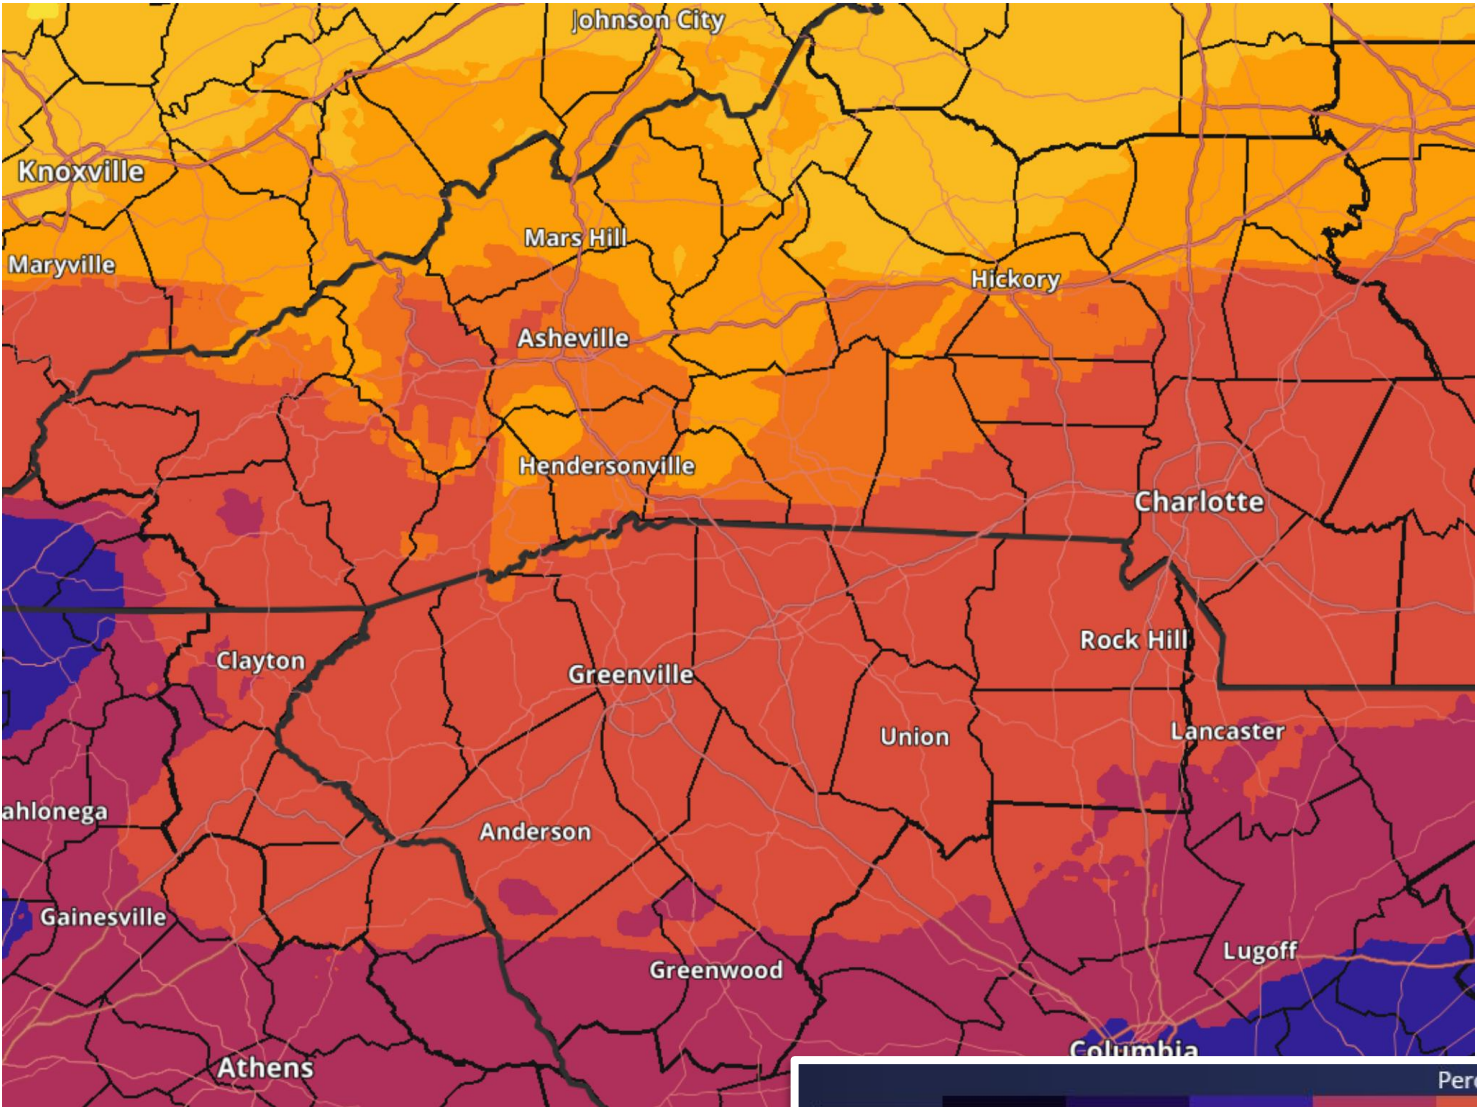 Johnson City
Knoxville
Mars Hill
Maryville
Hickory
Asheville
Hendersonville
Charlotte
Rock Hill
Clayton
Greenville
Lancaster
Union
ahlonega
Anderson
Gainesville
Lugoff
Greenwood
Columbia
Athens
Perc